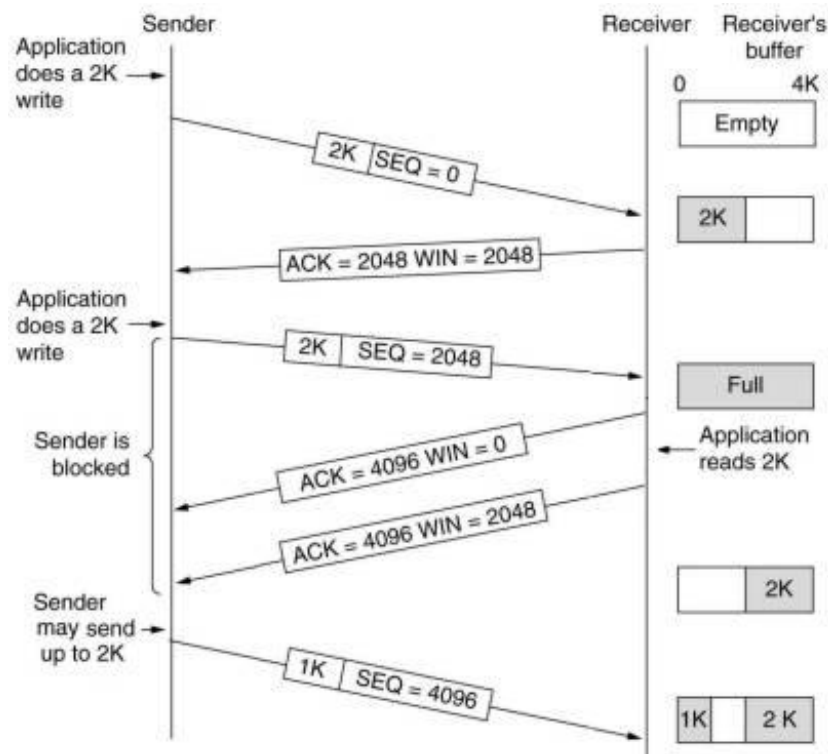 Sender
Receiver
Receiver's
buffer
Application
does a 2K
write
0 4K
Empty
2K SEQ = 0
2K
ACK = 2048 WIN = 2048
Application
does a 2K
write
2K SEQ = 2048
Full
Sender is
blocked
Application
reads 2K
ACK = 4096 WIN = 0
ACK = 4096 WIN = 2048
2K
Sender
may send
up to 2K
1K SEQ = 4096
1K 2 K